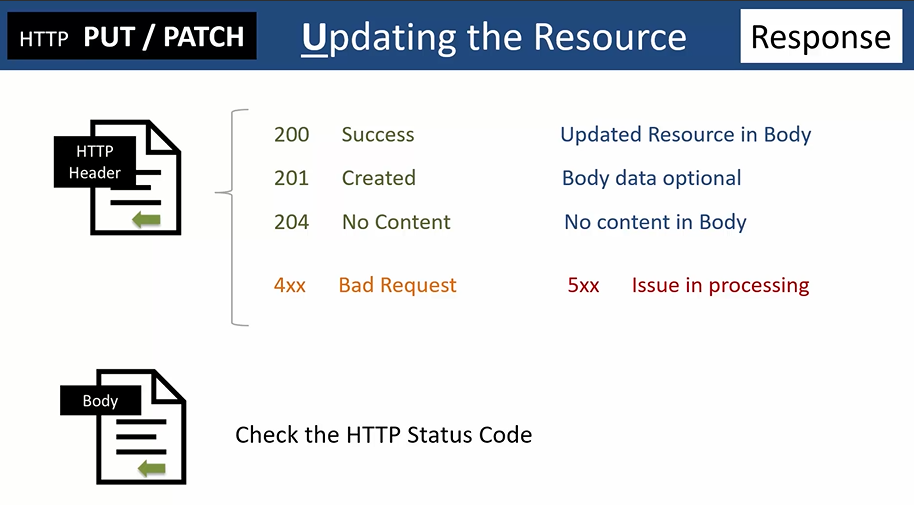 HTTP PUT / PATCH Updating the Resource Response
HTTP
Header
200 Success Updated Resource in Body
201 Created Body data optional
204 No Content No content in Body
4xx Bad Request 5xx Issue in processing
Body
Check the HTTP Status Code